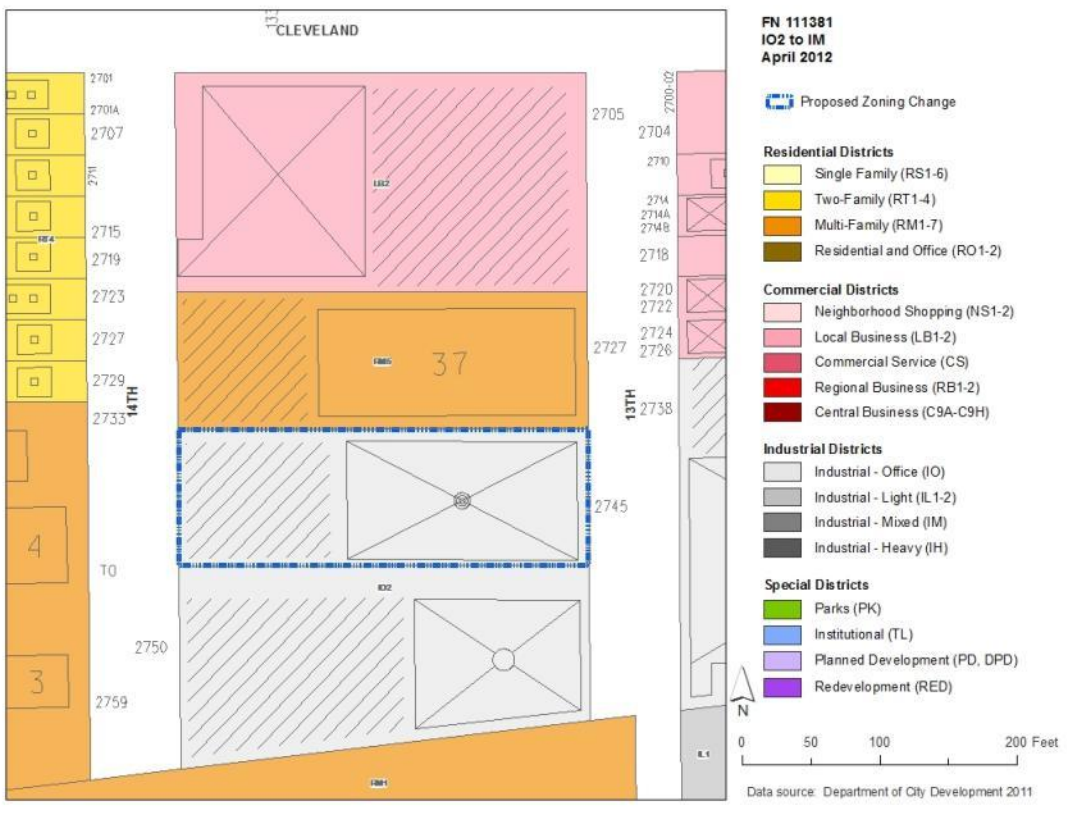 133
CLEVELAND
2701
2701A
2707
2711
2715
RT4
2719
2723
2727
2729
2733
14TH
4
TO
2750
3
2759
LB2
2705
RM5
37
2727
2745
IO2
RM1
2700-02
2704
2710
2714
2714A
2714B
2718
2720
2722
2724
2726
13TH
2738
IL1
FN 111381
IO2 to IM
April 2012
Proposed Zoning Change
Residential Districts
Single Family (RS1-6)
Two-Family (RT1-4)
Multi-Family (RM1-7)
Residential and Office (RO1-2)
Commercial Districts
Neighborhood Shopping (NS1-2)
Local Business (LB1-2)
Commercial Service (CS)
Regional Business (RB1-2)
Central Business (C9A-C9H)
Industrial Districts
Industrial - Office (IO)
Industrial - Light (IL1-2)
Industrial - Mixed (IM)
Industrial - Heavy (IH)
Special Districts
Parks (PK)
Institutional (TL)
Planned Development (PD, DPD)
Redevelopment (RED)
N
0 50 100 200 Feet
Data source: Department of City Development 2011